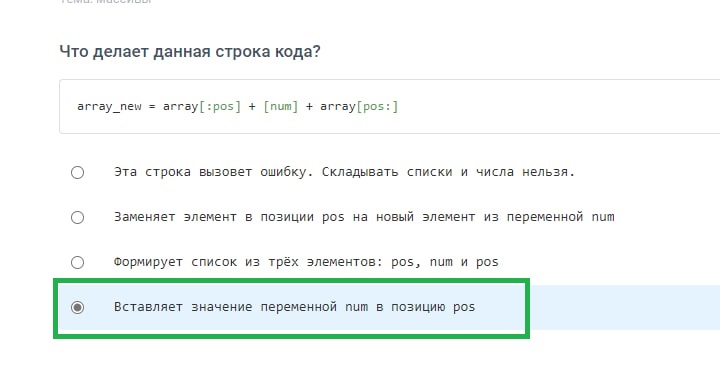 Тема: Массивы
Что делает данная строка кода?
array_new = array[:pos] + [num] + array[pos:]
Эта строка вызовет ошибку. Складывать списки и числа нельзя.
Заменяет элемент в позиции pos на новый элемент из переменной num
Формирует список из трёх элементов: pos, num и pos
Вставляет значение переменной num в позицию pos